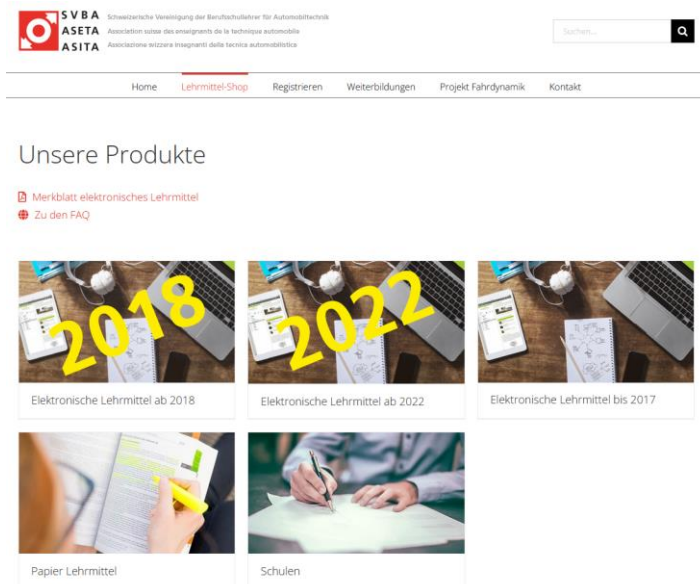 SVBA Schweizerische Vereinigung der Berufsschullehrer für Automobiltechnik
ASETA Association suisse des enseignants de la technique automobile
ASITA Associazione svizzera insegnanti della tecnica automobilistica
Suchen...
Home Lehrmittel-Shop Registrieren Weiterbildungen Projekt Fahrdynamik Kontakt
Unsere Produkte
Merkblatt elektronisches Lehrmittel
Zu den FAQ
2018
2022
Elektronische Lehrmittel ab 2018
Elektronische Lehrmittel ab 2022
Elektronische Lehrmittel bis 2017
Papier Lehrmittel
Schulen